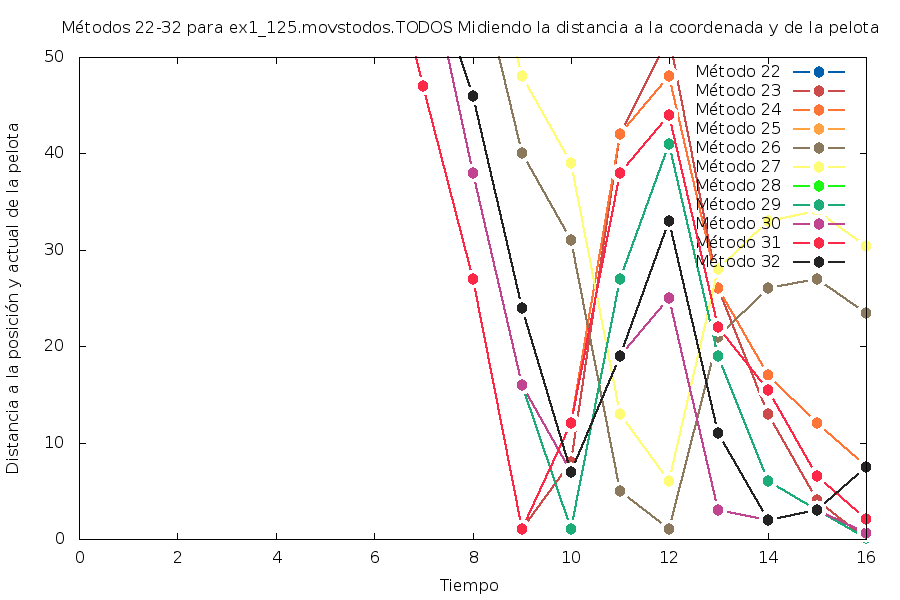 Métodos 22-32 para ex1_125.movstodos.TODOS Midiendo la distancia a la coordenada y de la pelota
Distancia a la posición y actual de la pelota
50
40
30
20
10
0
Método 22
Método 23
Método 24
Método 25
Método 26
Método 27
Método 28
Método 29
Método 30
Método 31
Método 32
0 2 4 6 8 10 12 14 16
Tiempo